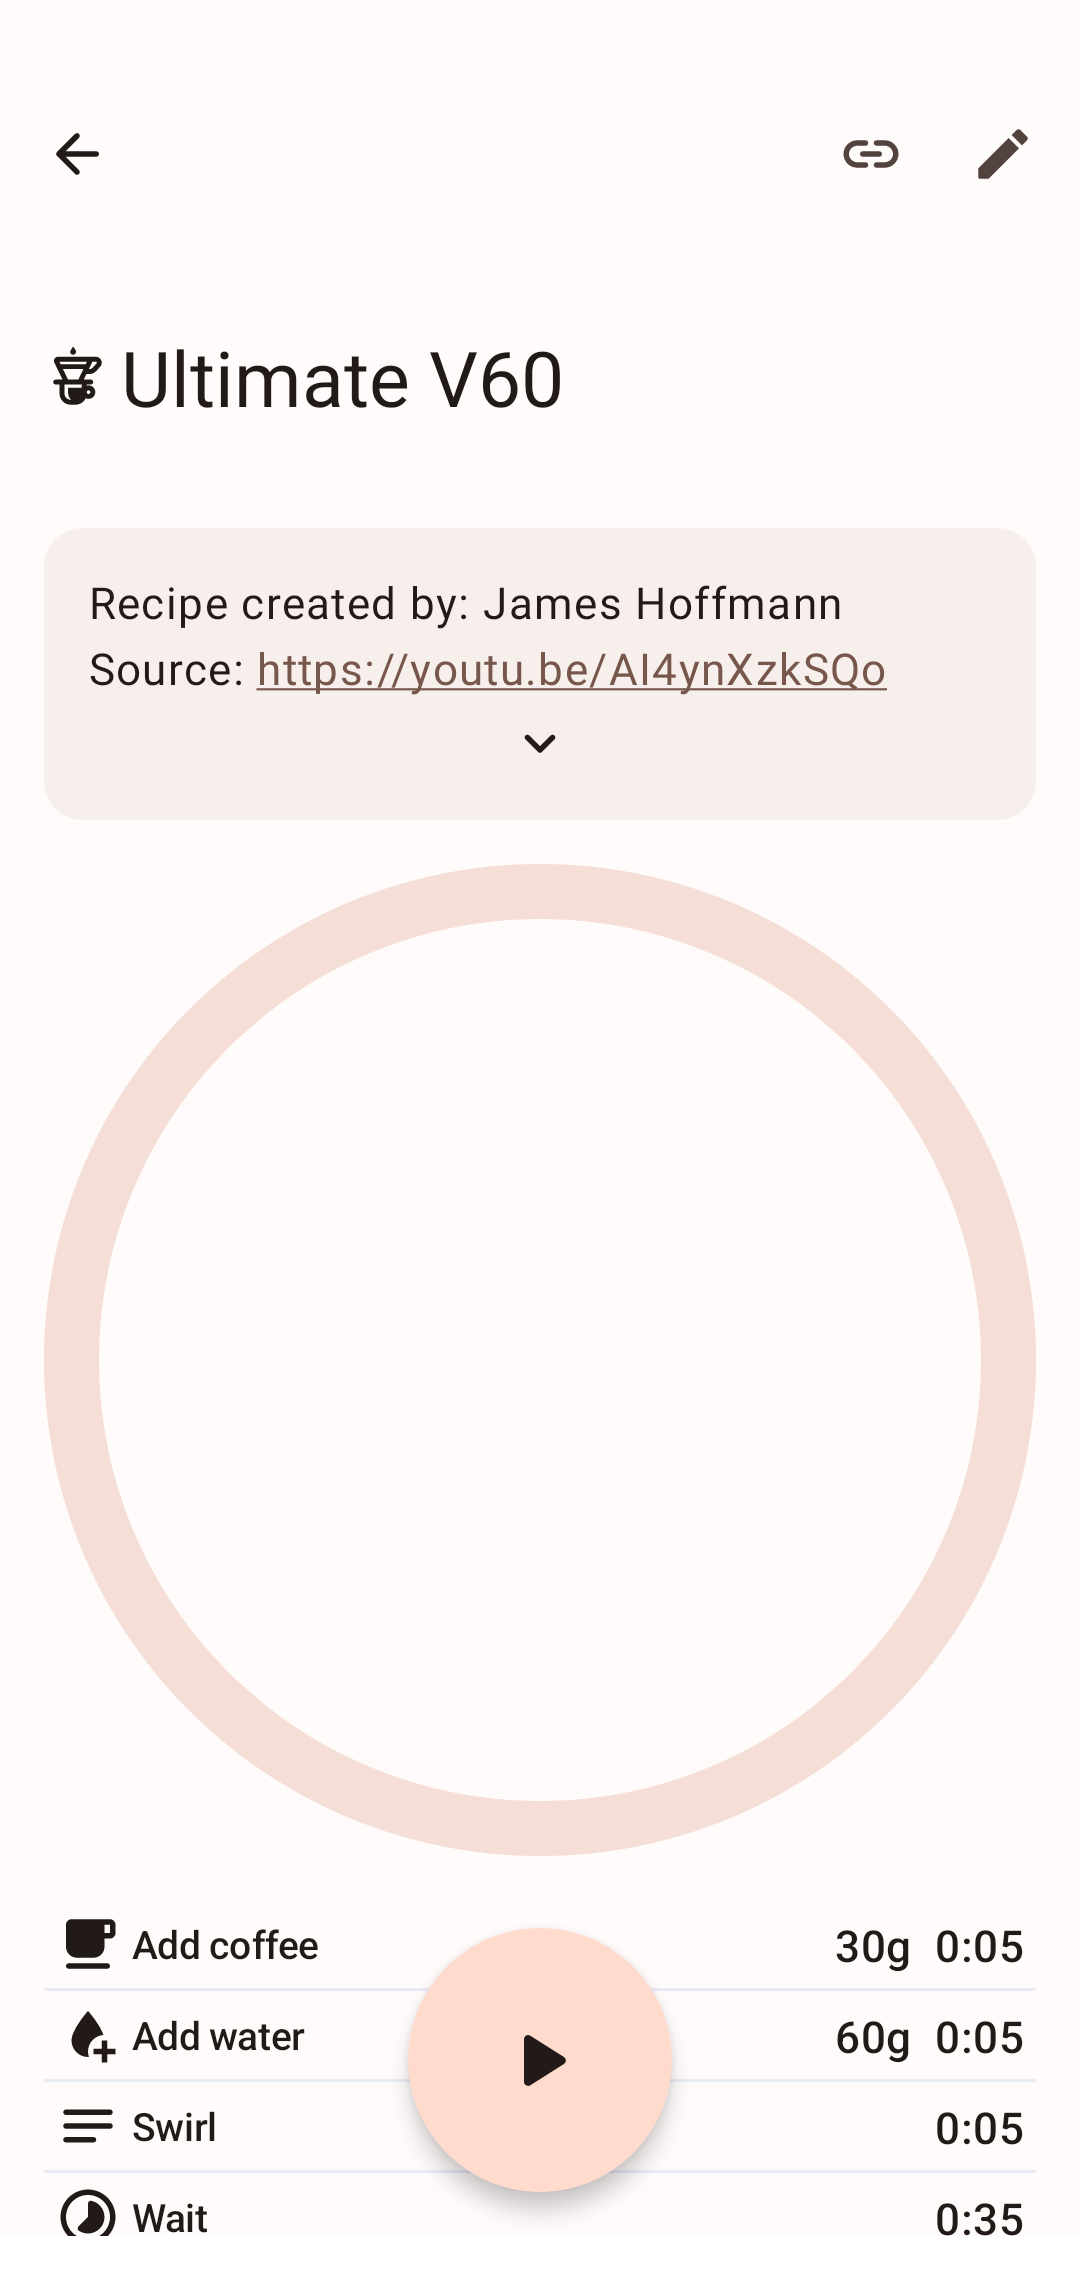 Ultimate V60
Recipe created by: James Hoffmann
Source: https://youtu.be/AI4ynXzkSQo
Add coffee 30g 0:05
Add water 60g 0:05
Swirl 0:05
Wait 0:35